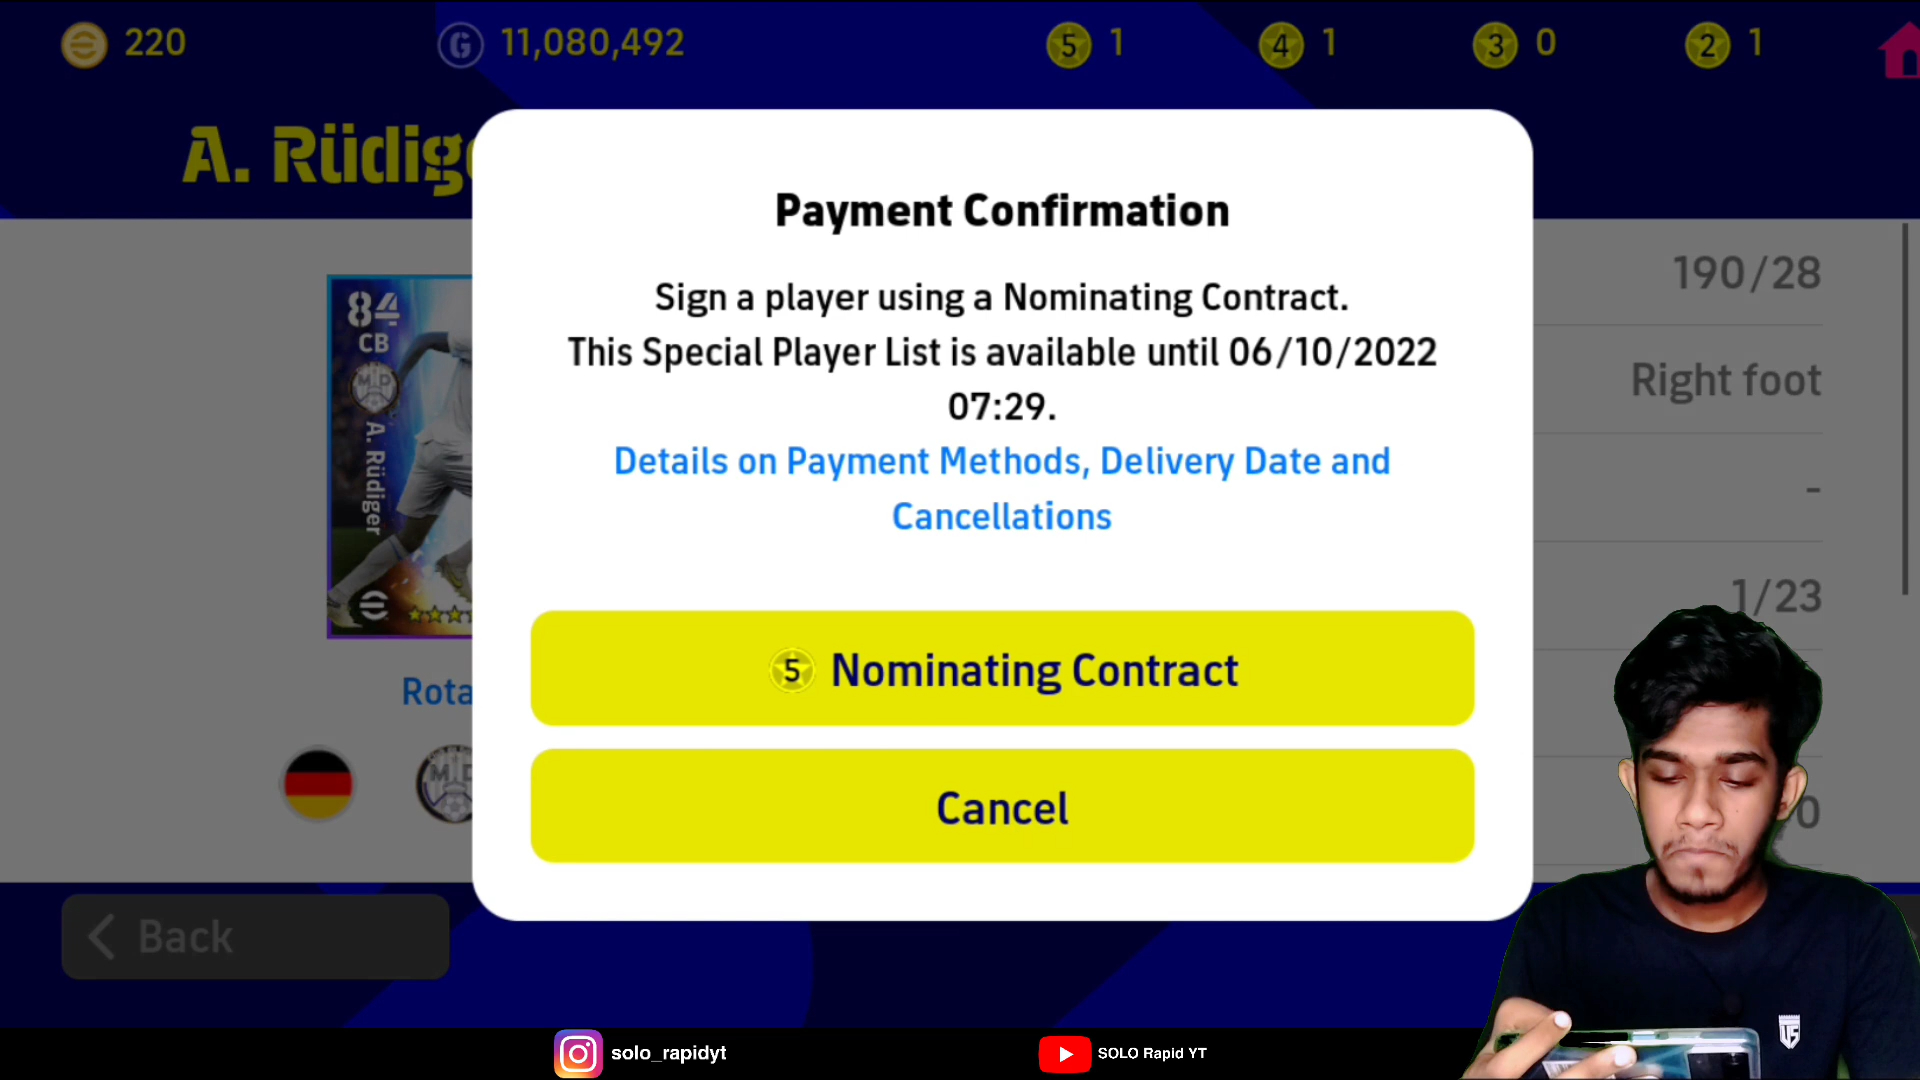 220
G 11,080,492
5 1
4 1
3 0
2 1
A. Rüdige
Payment Confirmation
Sign a player using a Nominating Contract.
This Special Player List is available until 06/10/2022
07:29.
Details on Payment Methods, Delivery Date and
Cancellations
5 Nominating Contract
Cancel
84
CB
M D
A. Rüdiger
Rota
M D
190/28
Right foot
-
1/23
0
Back
solo_rapidyt
SOLO Rapid YT